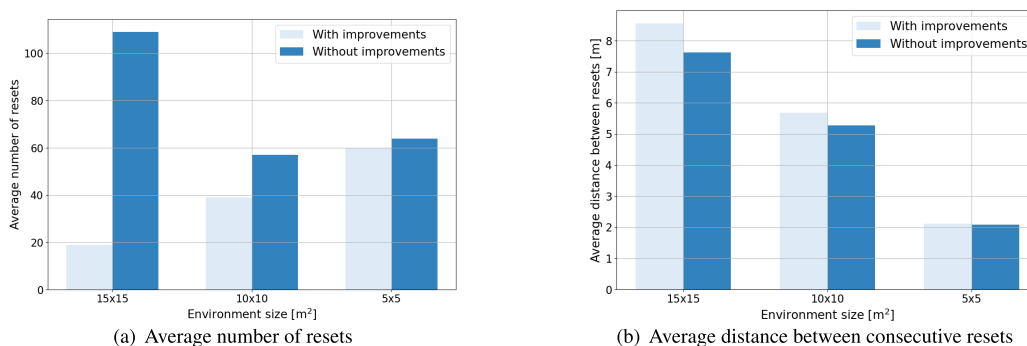 With improvements
Without improvements
Average number of resets
100
80
60
40
20
0
15x15
10x10
5x5
Environment size [m²]
(a) Average number of resets
With improvements
Without improvements
Average distance between resets [m]
8
7
6
5
4
3
2
1
0
15x15
10x10
5x5
Environment size [m²]
(b) Average distance between consecutive resets